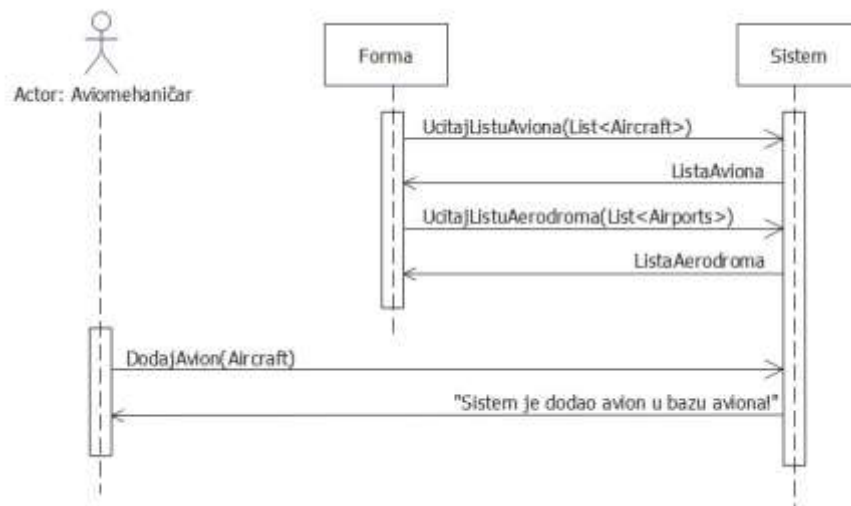 Forma
Sistem
Actor: Aviomehaničar
UcitajListuAviona(List<Aircraft>)
ListaAviona
UcitajListuAerodroma(List<Airports>)
ListaAerodroma
DodajAvion(Aircraft)
"Sistem je dodao avion u bazu aviona!"